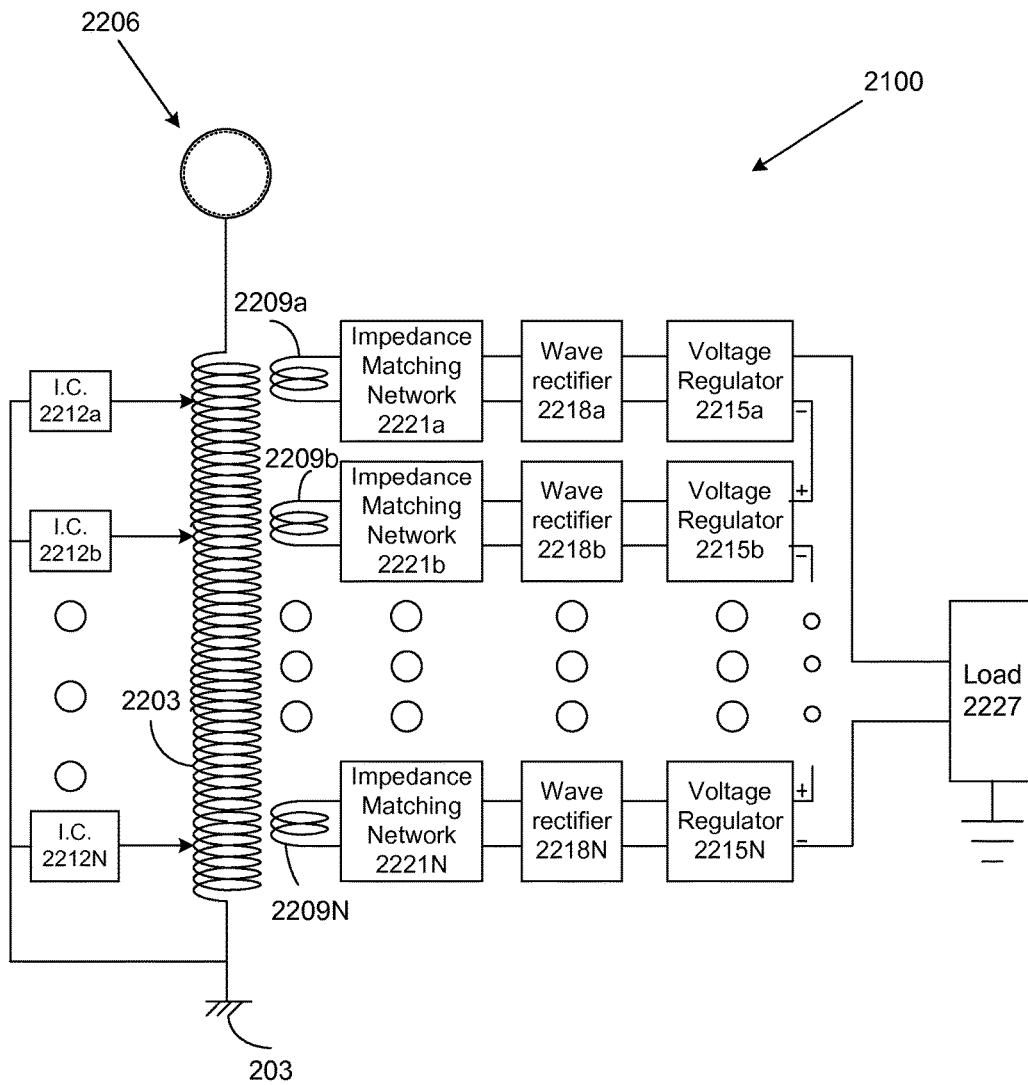 2206
2100
2209a
Impedance
Matching
Network
2221a
Wave
rectifier
2218a
Voltage
Regulator
2215a
−
I.C.
2212a
2209b
Impedance
Matching
Network
2221b
Wave
rectifier
2218b
Voltage
Regulator
2215b
+
−
I.C.
2212b
Load
2227
2203
Impedance
Matching
Network
2221N
Wave
rectifier
2218N
Voltage
Regulator
2215N
+
−
I.C.
2212N
2209N
203